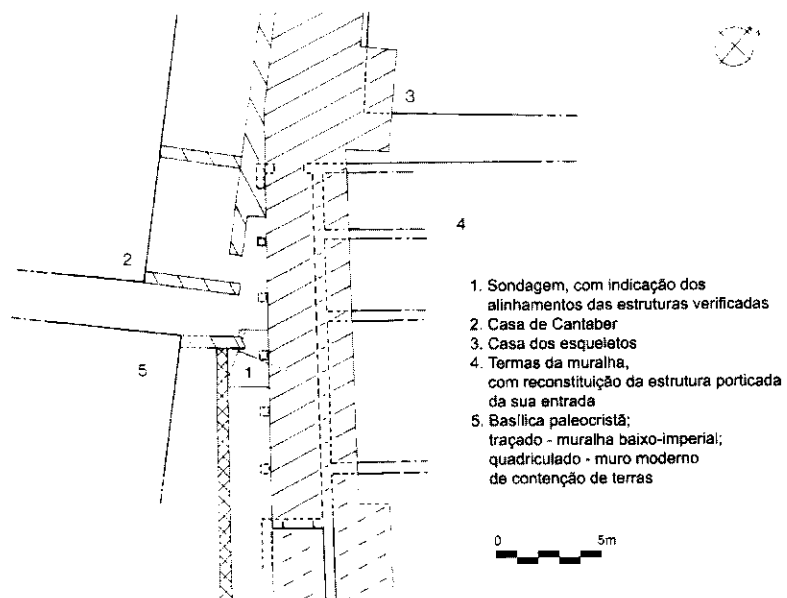 3
4
2
5
1
1. Sondagem, com indicação dos
alinhamentos das estruturas verificadas
2. Casa de Cantaber
3. Casa dos esqueletos
4. Termas da muralha,
com reconstituição da estrutura porticada
da sua entrada
5. Basílica paleocristã;
traçado - muralha baixo-imperial;
quadriculado - muro moderno
de contenção de terras
0 5m